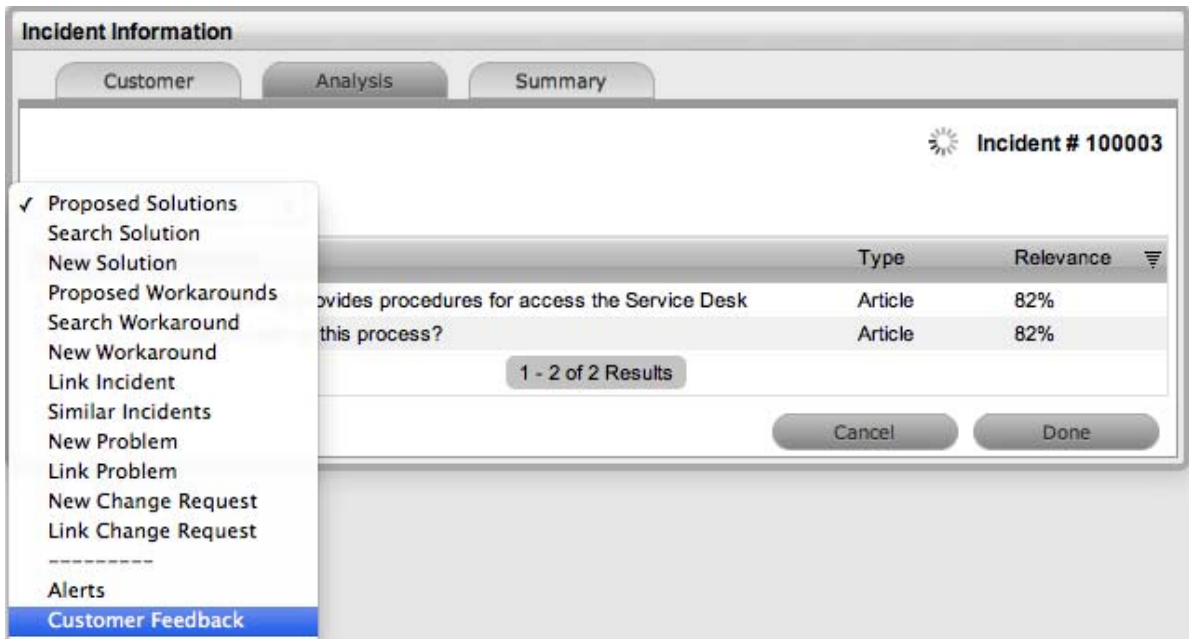 Incident Information
Customer Analysis Summary
Incident # 100003
✓ Proposed Solutions
Search Solution
New Solution
Proposed Workarounds
Search Workaround
New Workaround
Link Incident
Similar Incidents
New Problem
Link Problem
New Change Request
Link Change Request
---------
Alerts
Customer Feedback
Type Relevance
ovides procedures for access the Service Desk Article 82%
this process? Article 82%
1 - 2 of 2 Results
Cancel Done